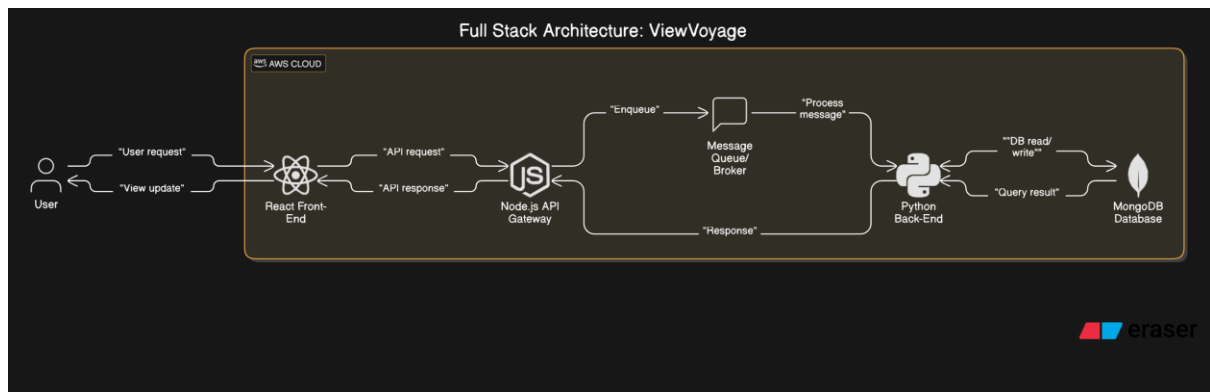 Full Stack Architecture: ViewVoyage
aws AWS CLOUD
"Enqueue"
"Process
message"
Message
Queue/
Broker
"User request"
"View update"
User
"API request"
"API response"
React Front-
End
JS
Node.js API
Gateway
"Response"
Python
Back-End
""DB read/
write""
"Query result"
MongoDB
Database
eraser